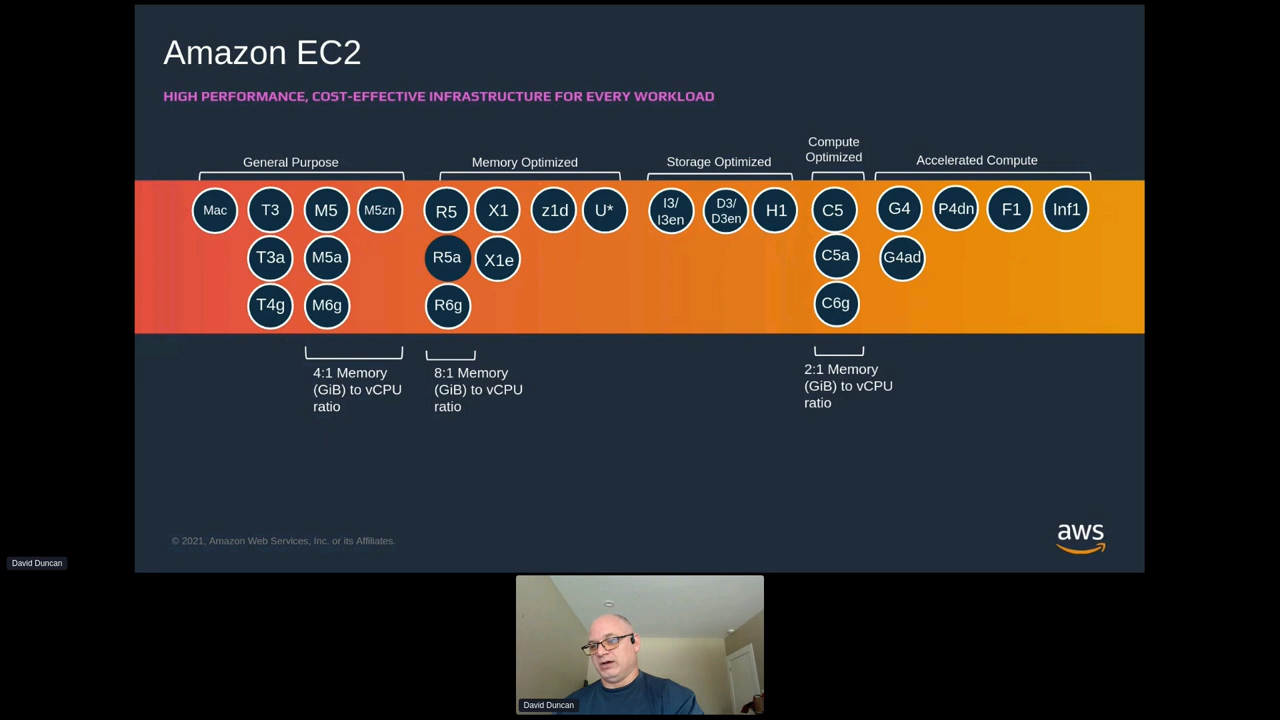 Amazon EC2
HIGH PERFORMANCE, COST-EFFECTIVE INFRASTRUCTURE FOR EVERY WORKLOAD
General Purpose
Memory Optimized
Storage Optimized
Compute
Optimized
Accelerated Compute
Mac
T3
M5
M5zn
R5
X1
z1d
U*
I3/
I3en
D3/
D3en
H1
C5
G4
P4dn
F1
Inf1
T3a
M5a
R5a
X1e
C5a
G4ad
T4g
M6g
R6g
C6g
4:1 Memory
(GiB) to vCPU
ratio
8:1 Memory
(GiB) to vCPU
ratio
2:1 Memory
(GiB) to vCPU
ratio
© 2021, Amazon Web Services, Inc. or its Affiliates.
aws
David Duncan
David Duncan